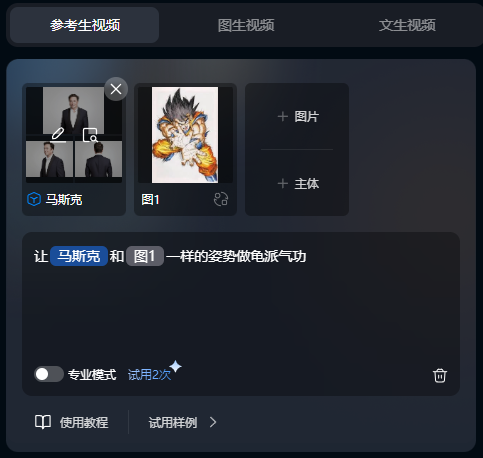 参考生视频
图生视频
文生视频
马斯克
图1
+ 图片
+ 主体
让 马斯克 和 图1 一样的姿势做龟派气功
专业模式 试用2次
使用教程
试用样例